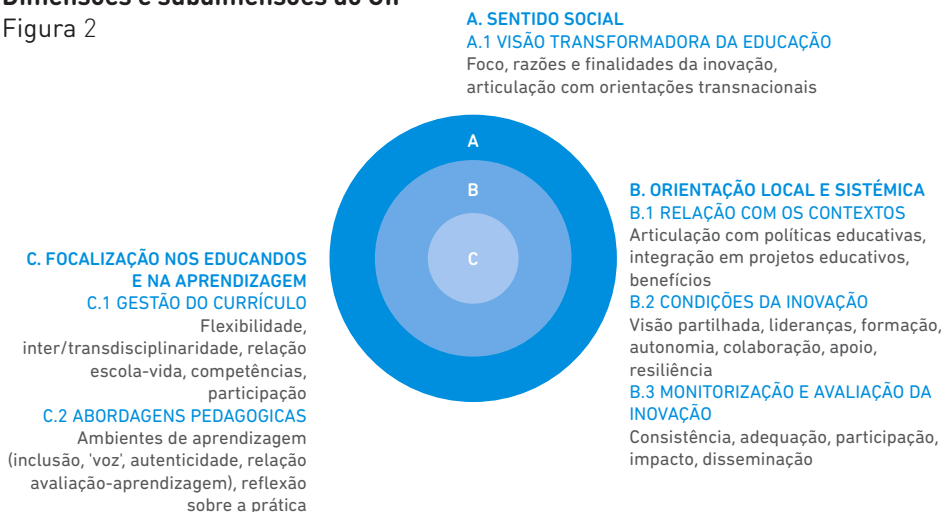 Figura 2
A. SENTIDO SOCIAL
A.1 VISÃO TRANSFORMADORA DA EDUCAÇÃO
Foco, razões e finalidades da inovação,
articulação com orientações transnacionais
A
B
C
B. ORIENTAÇÃO LOCAL E SISTÉMICA
B.1 RELAÇÃO COM OS CONTEXTOS
Articulação com políticas educativas,
integração em projetos educativos,
benefícios
B.2 CONDIÇÕES DA INOVAÇÃO
Visão partilhada, lideranças, formação,
autonomia, colaboração, apoio,
resiliência
B.3 MONITORIZAÇÃO E AVALIAÇÃO DA
INOVAÇÃO
Consistência, adequação, participação,
impacto, disseminação
C. FOCALIZAÇÃO NOS EDUCANDOS
E NA APRENDIZAGEM
C.1 GESTÃO DO CURRÍCULO
Flexibilidade,
inter/transdisciplinaridade, relação
escola-vida, competências,
participação
C.2 ABORDAGENS PEDAGOGICAS
Ambientes de aprendizagem
(inclusão, 'voz', autenticidade, relação
avaliação-aprendizagem), reflexão
sobre a prática